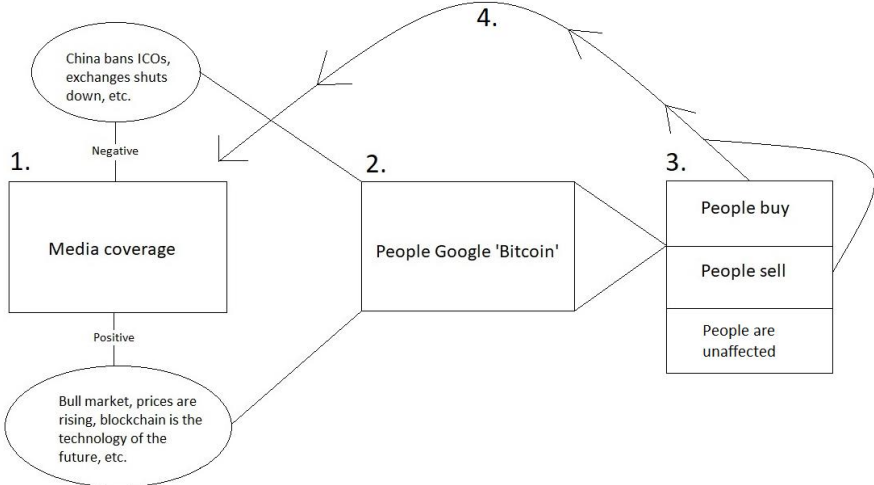 4.
China bans ICOs,
exchanges shuts
down, etc.
Negative
1.
2.
3.
Media coverage
People Google 'Bitcoin'
People buy
People sell
People are
unaffected
Positive
Bull market, prices are
rising, blockchain is the
technology of the
future, etc.